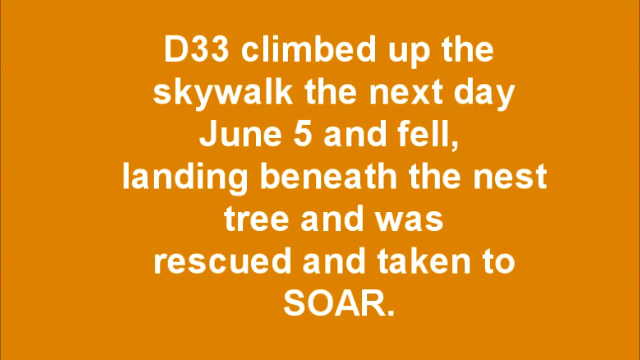 D33 climbed up the
skywalk the next day
June 5 and fell,
landing beneath the nest
tree and was
rescued and taken to
SOAR.